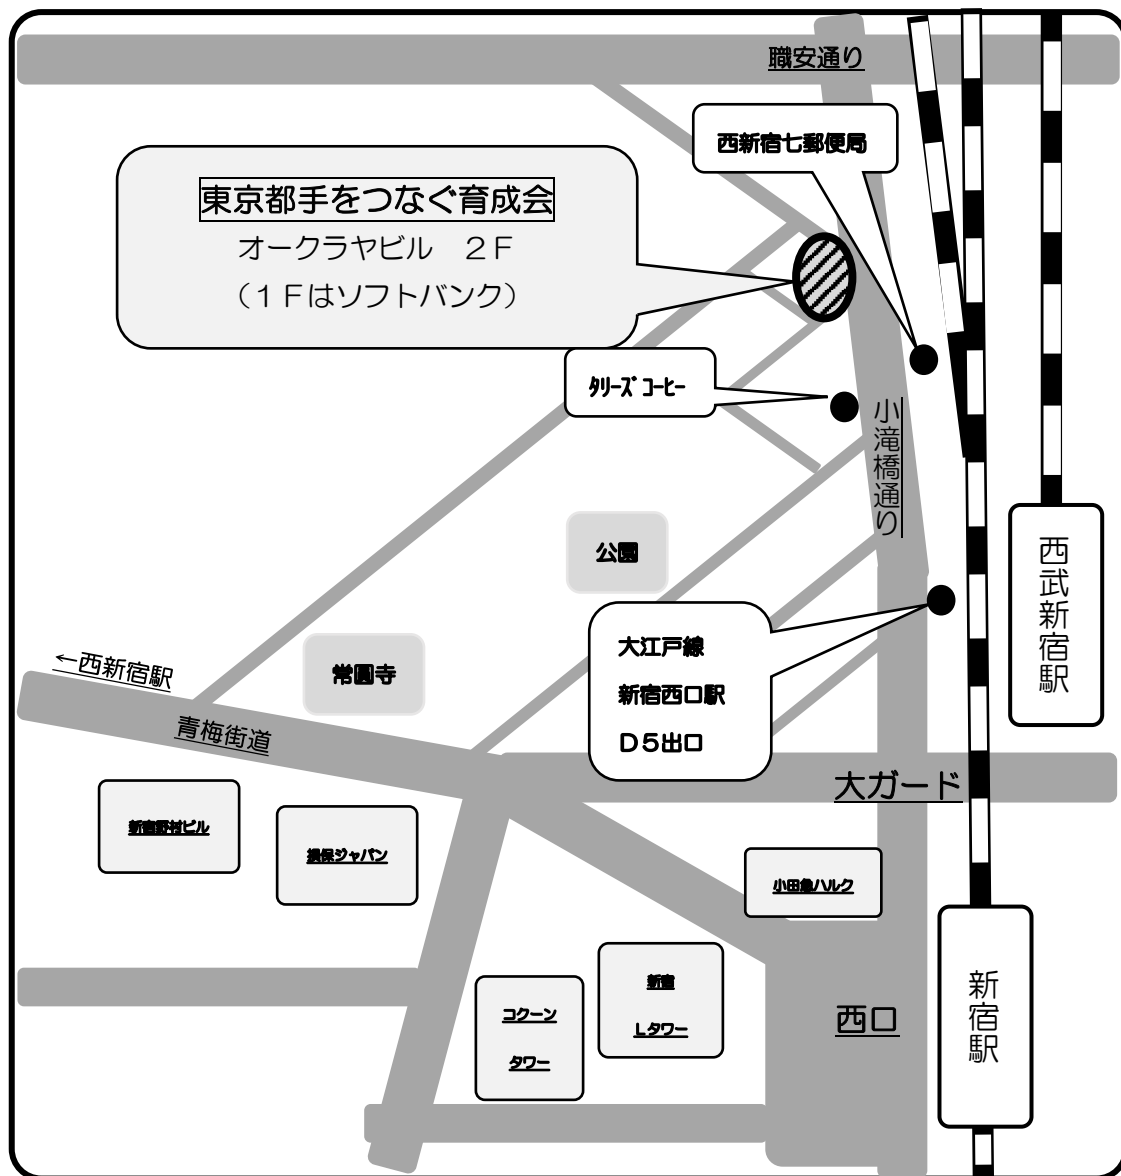 職安通り
西新宿七郵便局
東京都手をつなぐ育成会
オークラヤビル　２Ｆ
（１Ｆはソフトバンク）
ﾀﾘｰｽﾞｺｰﾋｰ
小滝橋通り
公園
西武新宿駅
大江戸線
新宿西口駅
Ｄ５出口
←西新宿駅
常圓寺
青梅街道
大ガード
新宿野村ビル
損保ジャパン
小田急ハルク
新宿
Ｌタワー
コクーン
タワー
西口
新宿駅